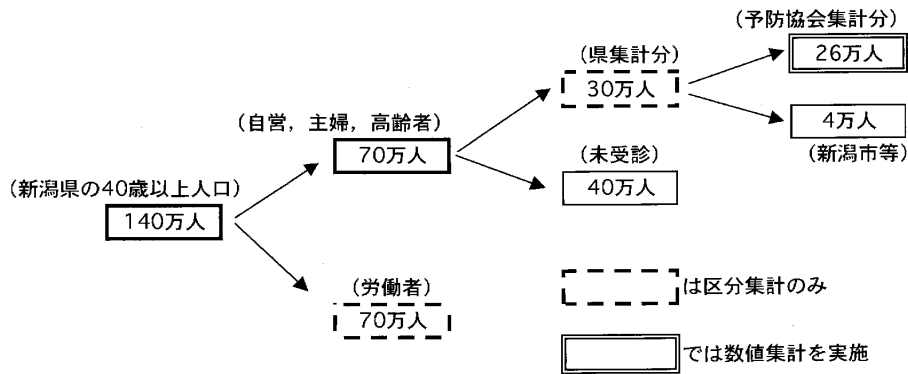 (予防協会集計分)
26万人
(県集計分)
30万人
4万人
(新潟市等)
(自営，主婦，高齢者)
70万人
(未受診)
40万人
(新潟県の40歳以上人口)
140万人
(労働者)
70万人
は区分集計のみ
では数値集計を実施